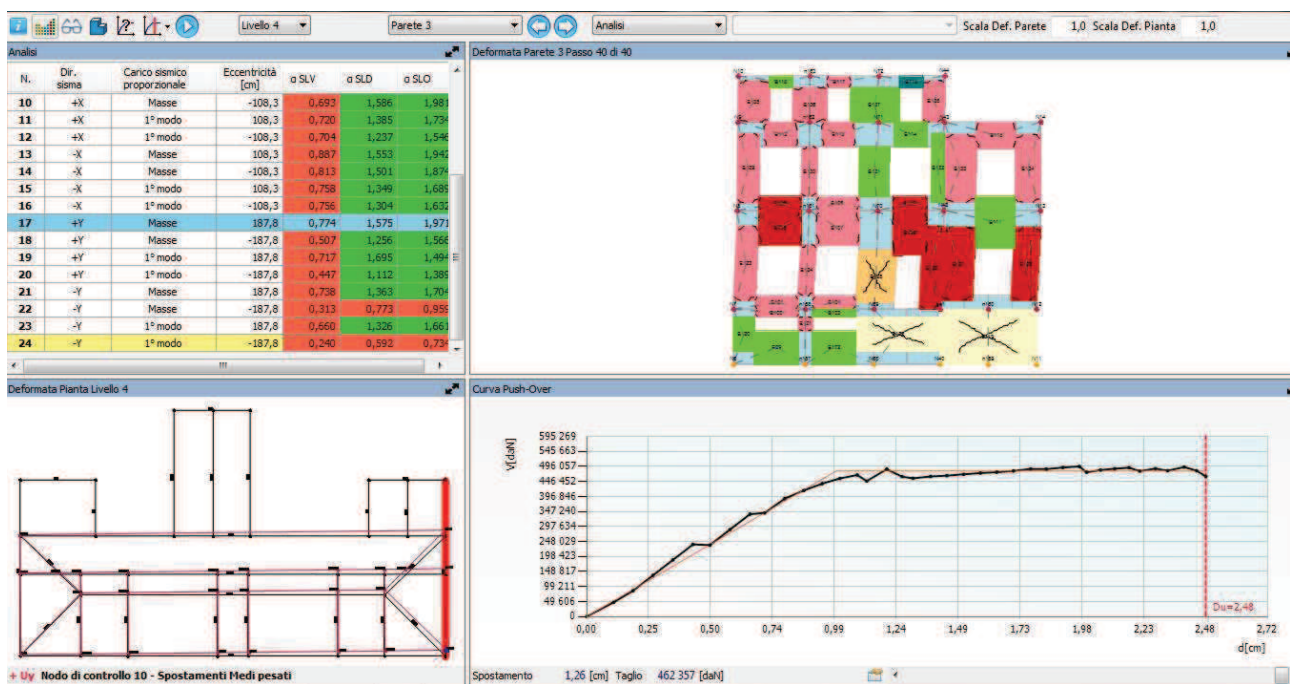 Livello 4
Parete 3
Analisi
Scala Def. Parete 1,0 Scala Def. Pianta 1,0
Analisi
N. Dir. sisma Carico sismico proporzionale Eccentricità [cm] α SLV α SLD α SLO
10 +X Masse -108,3 0,693 1,586 1,981
11 +X 1° modo 108,3 0,720 1,385 1,734
12 +X 1° modo -108,3 0,704 1,237 1,546
13 -X Masse 108,3 0,887 1,553 1,942
14 -X Masse -108,3 0,813 1,501 1,874
15 -X 1° modo 108,3 0,758 1,349 1,689
16 -X 1° modo -108,3 0,756 1,304 1,632
17 +Y Masse 187,8 0,774 1,575 1,971
18 +Y Masse -187,8 0,507 1,256 1,566
19 +Y 1° modo 187,8 0,717 1,695 1,494
20 +Y 1° modo -187,8 0,447 1,112 1,389
21 -Y Masse 187,8 0,738 1,363 1,704
22 -Y Masse -187,8 0,313 0,773 0,959
23 -Y 1° modo 187,8 0,660 1,326 1,661
24 -Y 1° modo -187,8 0,240 0,592 0,734
Deformata Parete 3 Passo 40 di 40
Deformata Pianta Livello 4
+ Uy Nodo di controllo 10 - Spostamenti Medi pesati
Curva Push-Over
V[daN]
595 269
545 663
496 057
446 452
396 846
347 240
297 634
248 029
198 423
148 817
99 211
49 606
0
0,00 0,25 0,50 0,74 0,99 1,24 1,49 1,73 1,98 2,23 2,48 2,72
Du=2,48
d[cm]
Spostamento 1,26 [cm] Taglio 462 357 [daN]